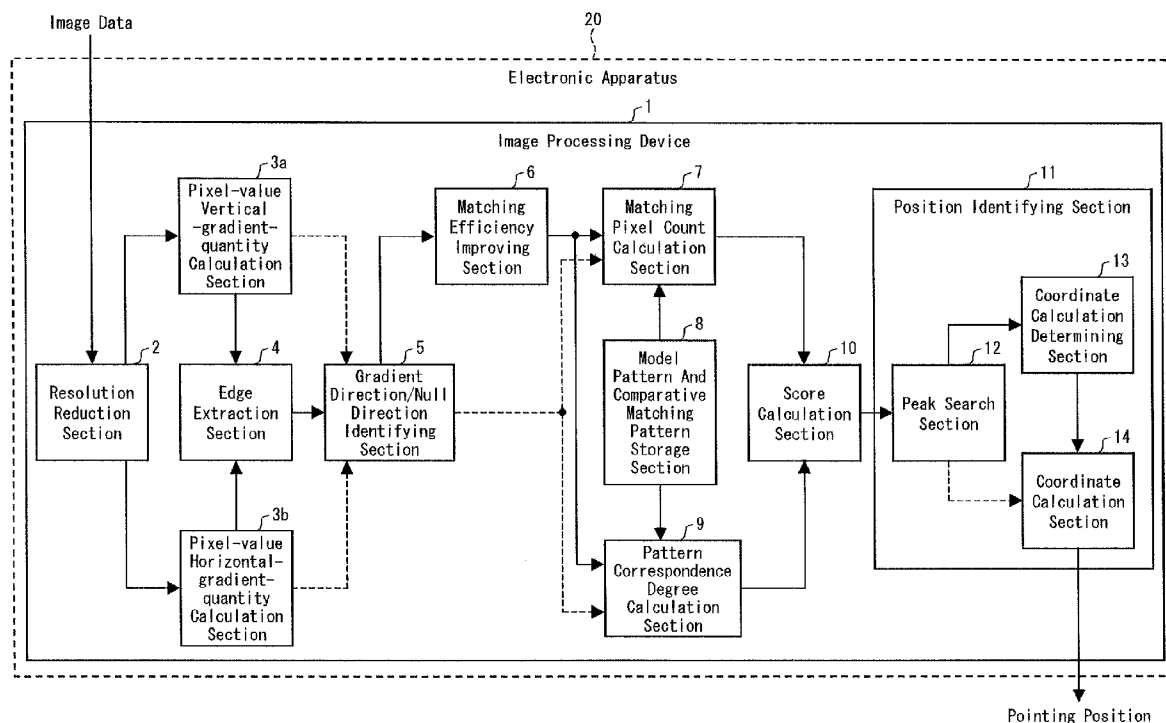 Image Data
20
Electronic Apparatus
1
Image Processing Device
3a
Pixel-value
Vertical
-gradient-
quantity
Calculation
Section
6
Matching
Efficiency
Improving
Section
7
Matching
Pixel Count
Calculation
Section
11
Position Identifying Section
13
Coordinate
Calculation
Determining
Section
2
Resolution
Reduction
Section
4
Edge
Extraction
Section
5
Gradient
Direction/Null
Direction
Identifying
Section
8
Model
Pattern And
Comparative
Matching
Pattern
Storage
Section
10
Score
Calculation
Section
12
Peak Search
Section
14
Coordinate
Calculation
Section
3b
Pixel-value
Horizontal-
gradient-
quantity
Calculation
Section
9
Pattern
Correspondence
Degree
Calculation
Section
Pointing Position